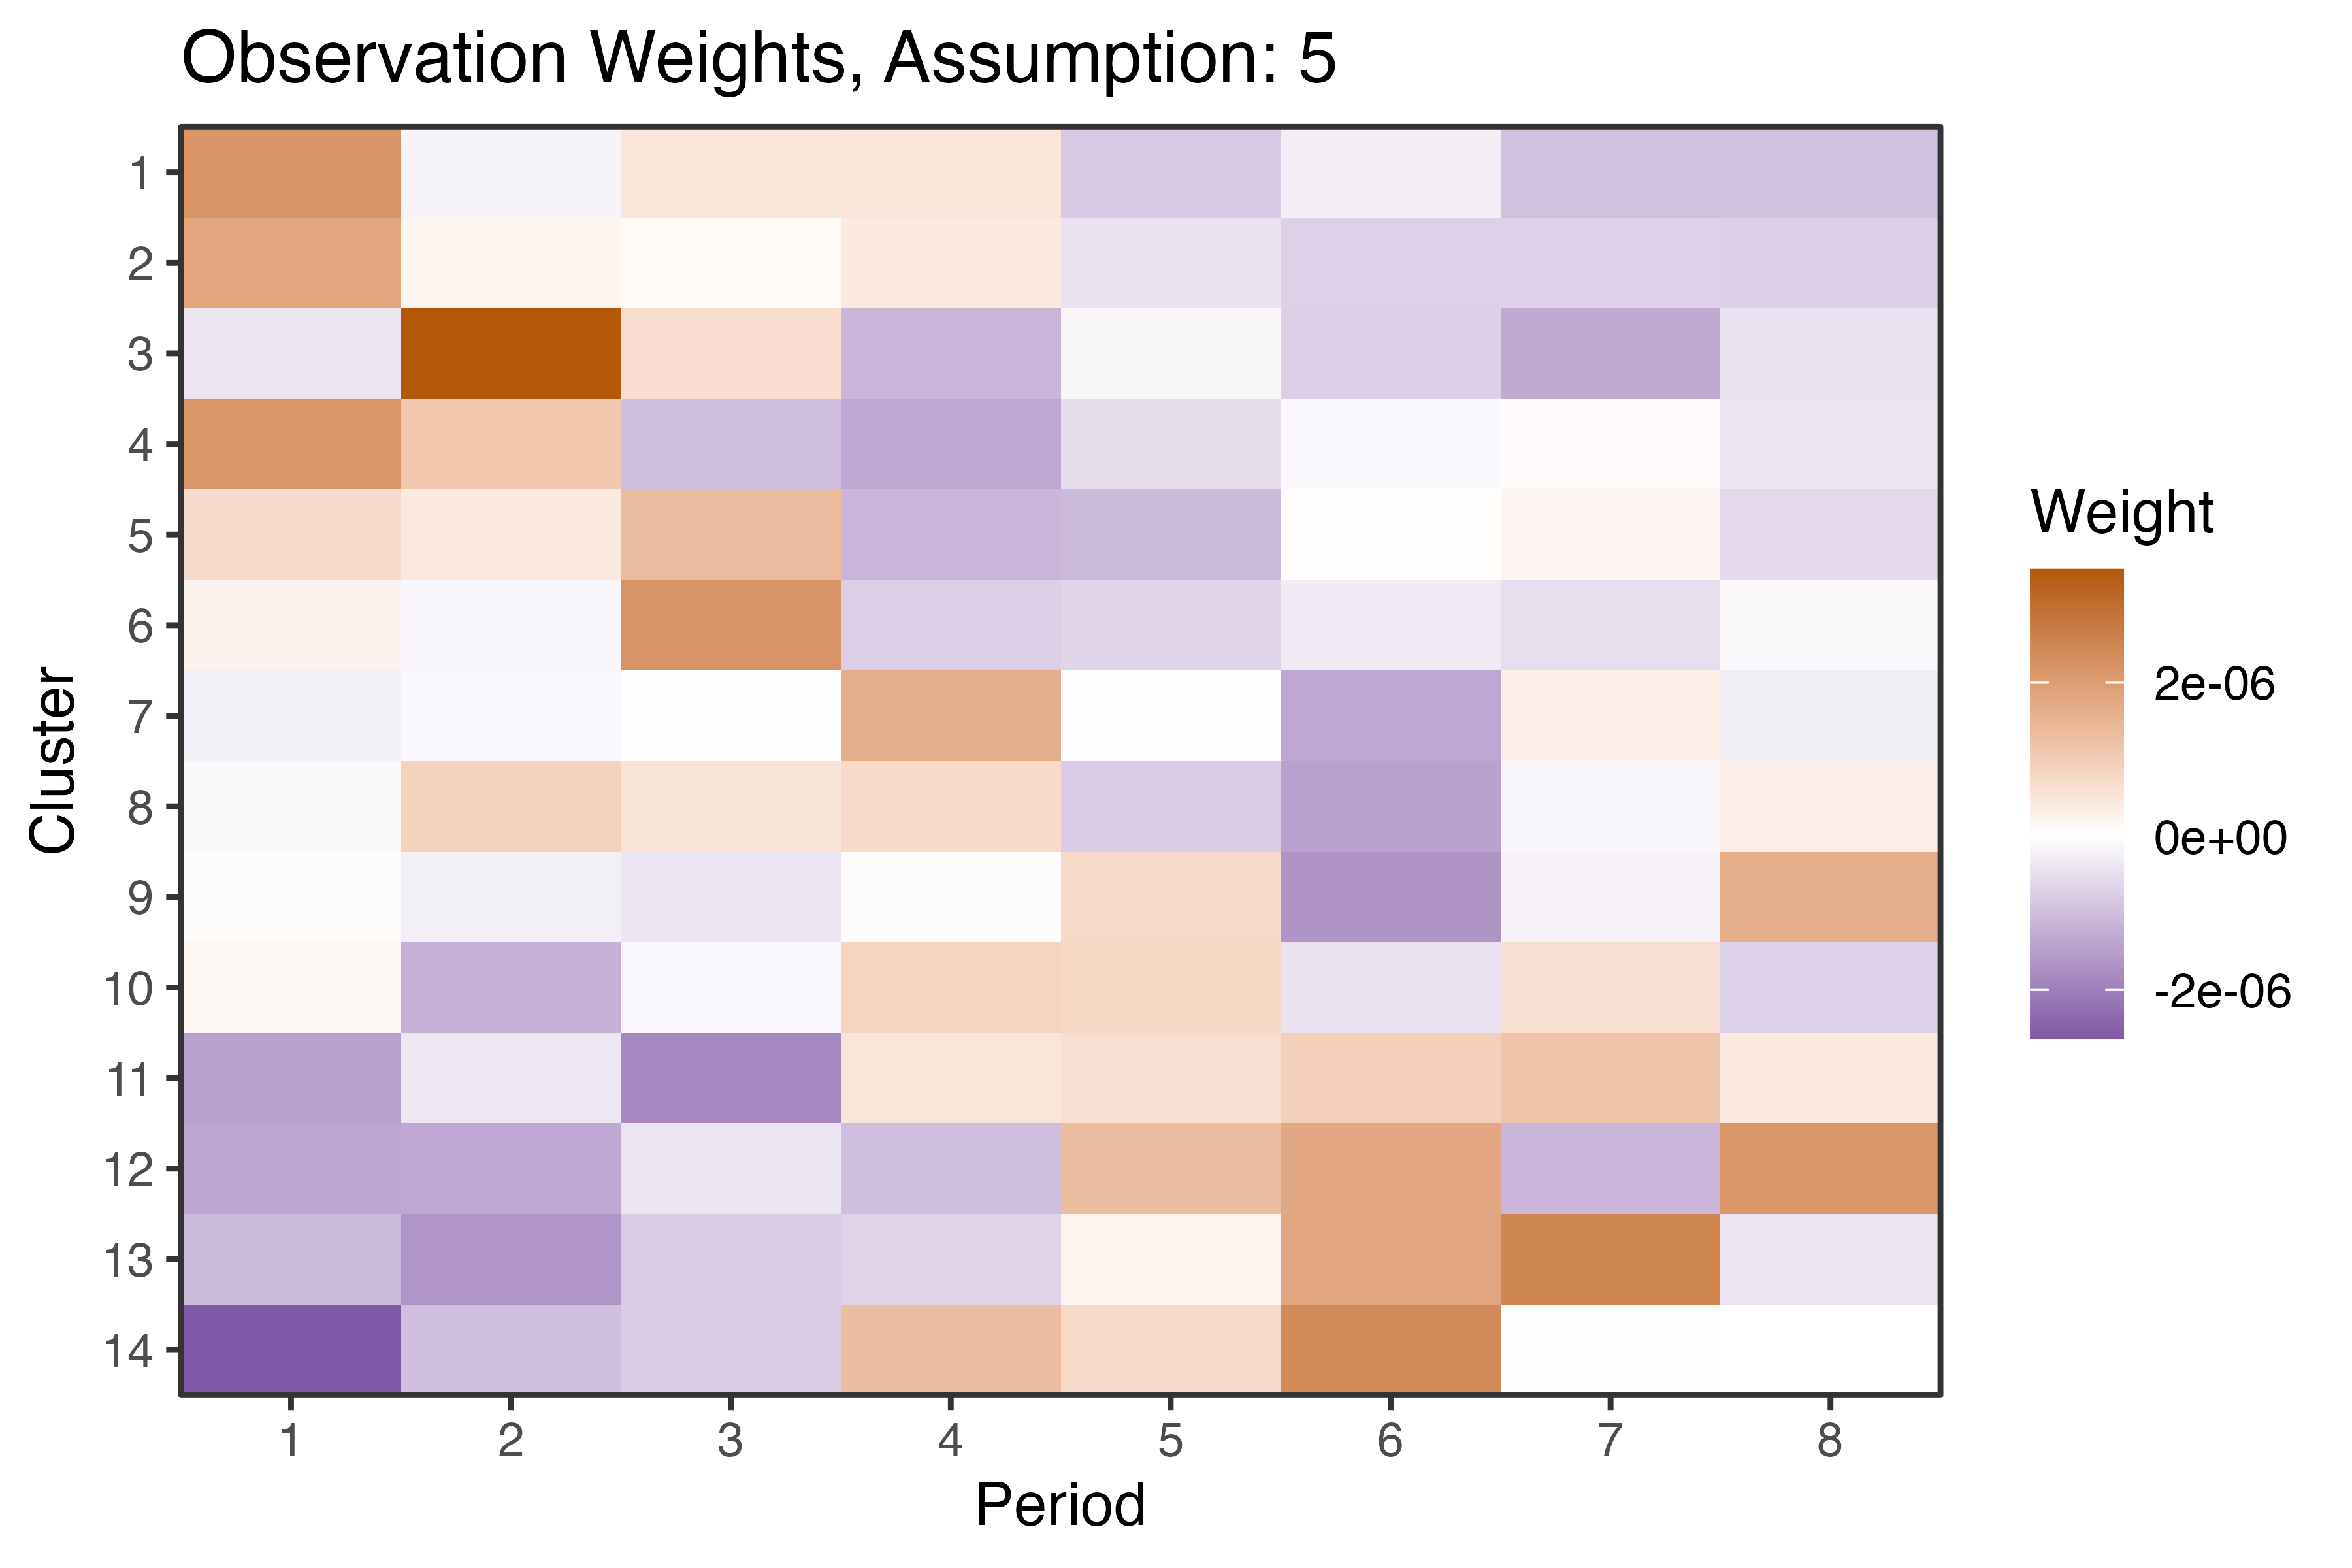 Observation Weights, Assumption: 5
Cluster
1
2
3
4
5
6
7
8
9
10
11
12
13
14
1 2 3 4 5 6 7 8
Period
Weight
2e-06
0e+00
-2e-06